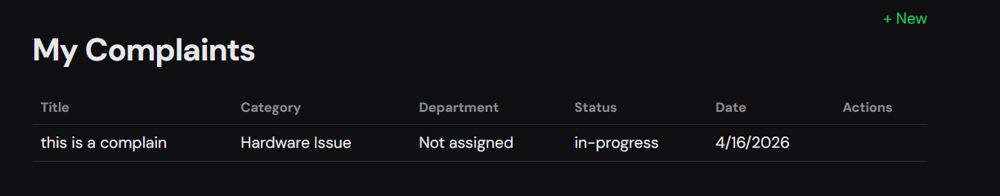 + New
My Complaints
Title Category Department Status Date Actions
this is a complain Hardware Issue Not assigned in-progress 4/16/2026